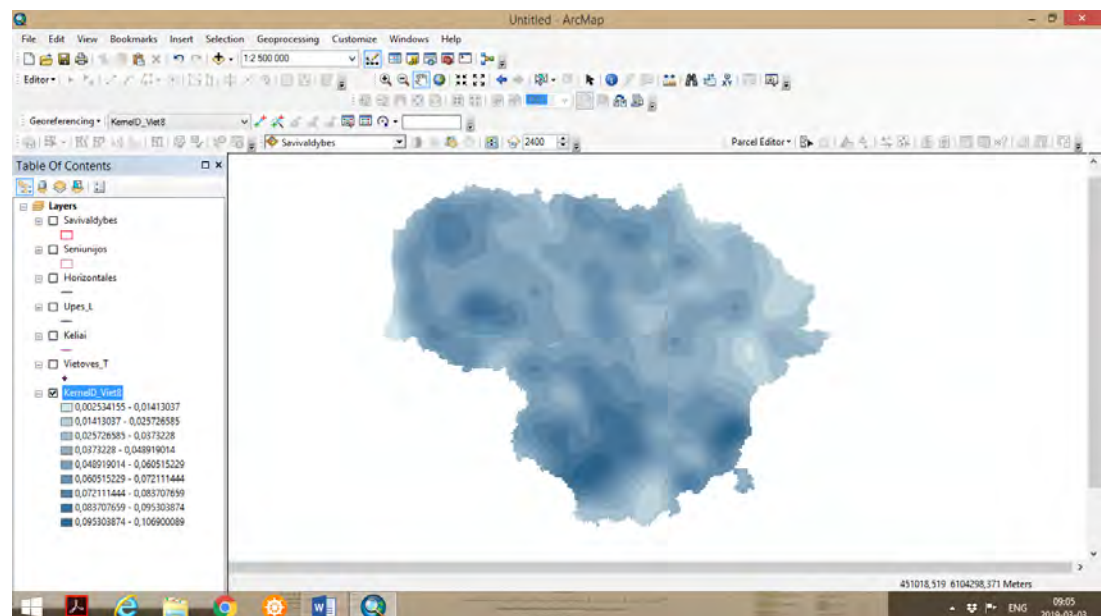 Untitled - ArcMap
File Edit View Bookmarks Insert Selection Geoprocessing Customize Windows Help
1:2 500 000
Editor
Georeferencing KernelD_Viet8
Savivaldybes 2400 Parcel Editor
Table Of Contents
Layers
Savivaldybes
Seniunijos
Horizontales
Upes_L
Keliai
Vietoves_T
KernelD_Viet8
0,002534155 - 0,01413037
0,01413037 - 0,025726585
0,025726585 - 0,0373228
0,0373228 - 0,048919014
0,048919014 - 0,060515229
0,060515229 - 0,072111444
0,072111444 - 0,083707659
0,083707659 - 0,095303874
0,095303874 - 0,106900089
451018,519 6104298,371 Meters
ENG 09:05
2019-03-03